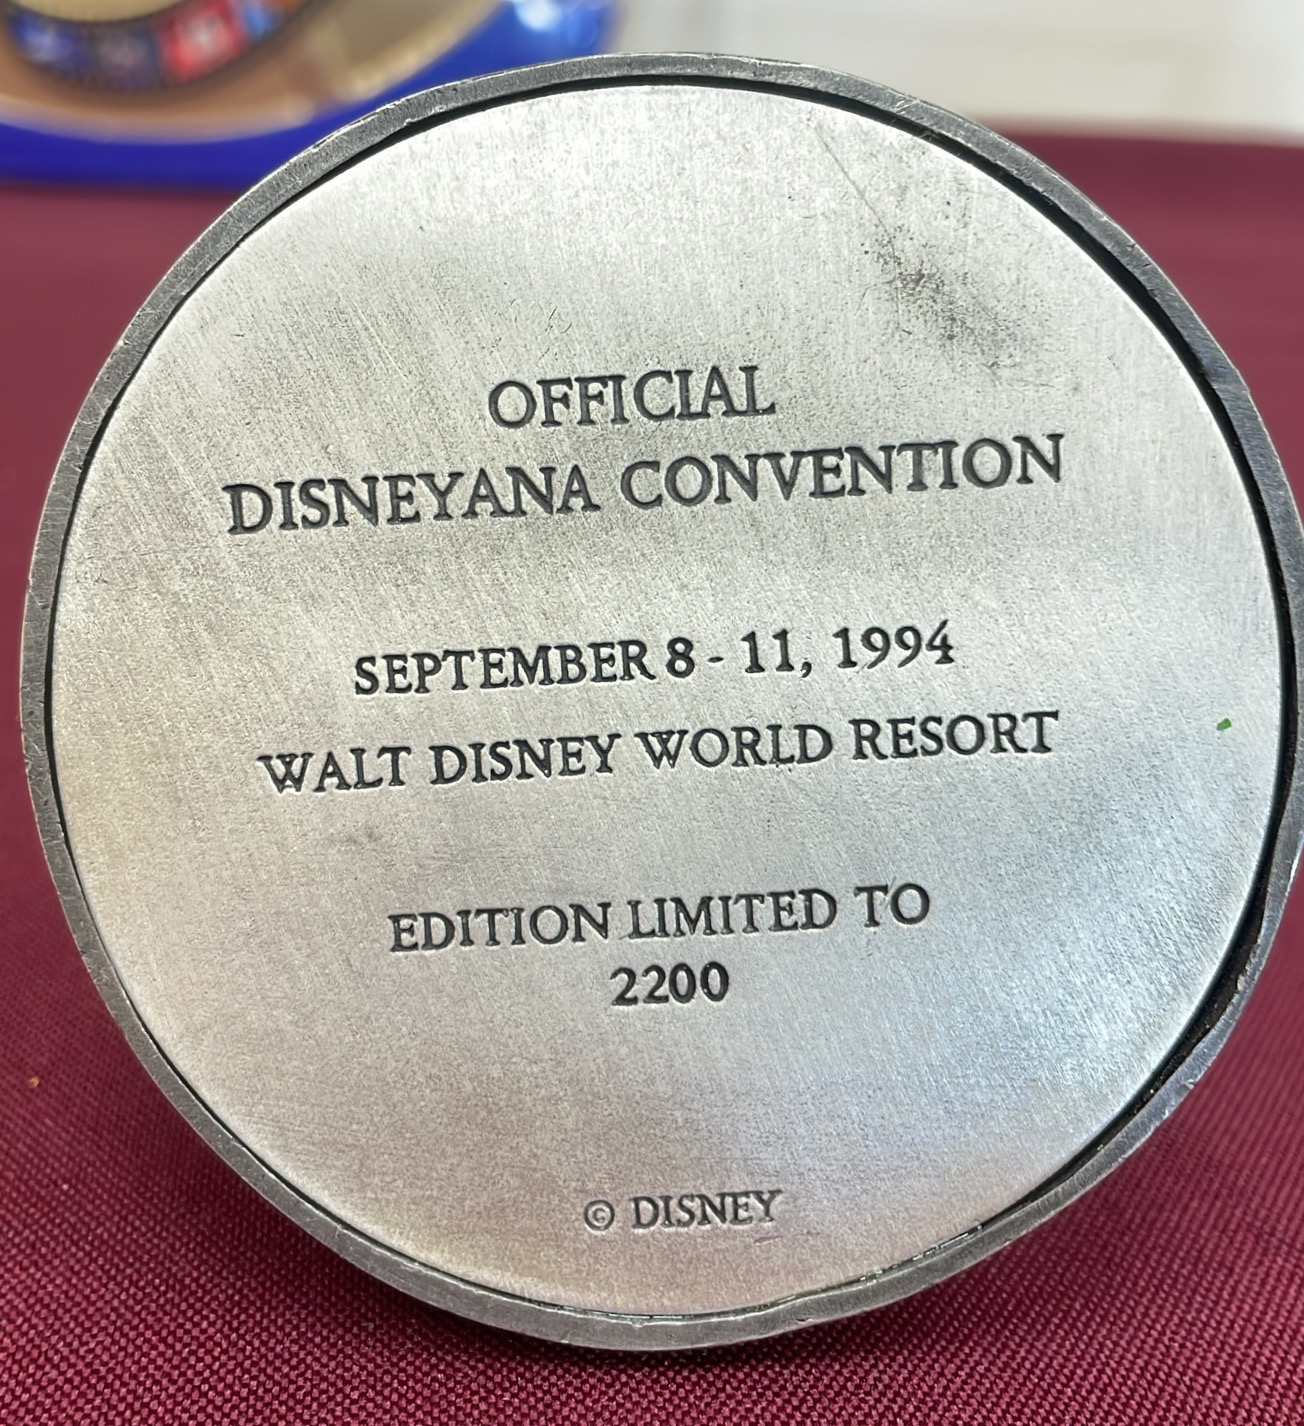 OFFICIAL
DISNEYANA CONVENTION
SEPTEMBER 8 - 11, 1994
WALT DISNEY WORLD RESORT
EDITION LIMITED TO
2200
© DISNEY